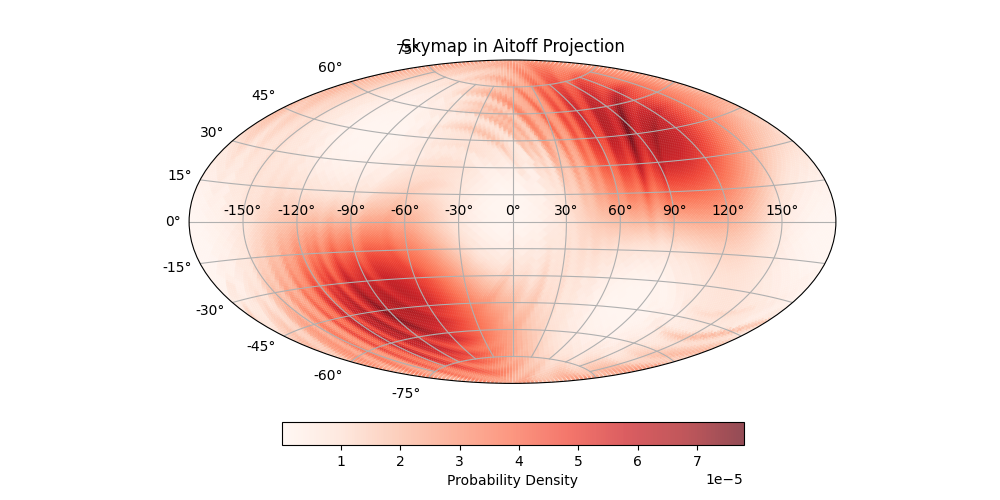 75°
Skymap in Aitoff Projection
60°
45°
30°
15°
0°
-150° -120° -90° -60° -30° 0° 30° 60° 90° 120° 150°
-15°
-30°
-45°
-60°
-75°
1 2 3 4 5 6 7
1e−5
Probability Density